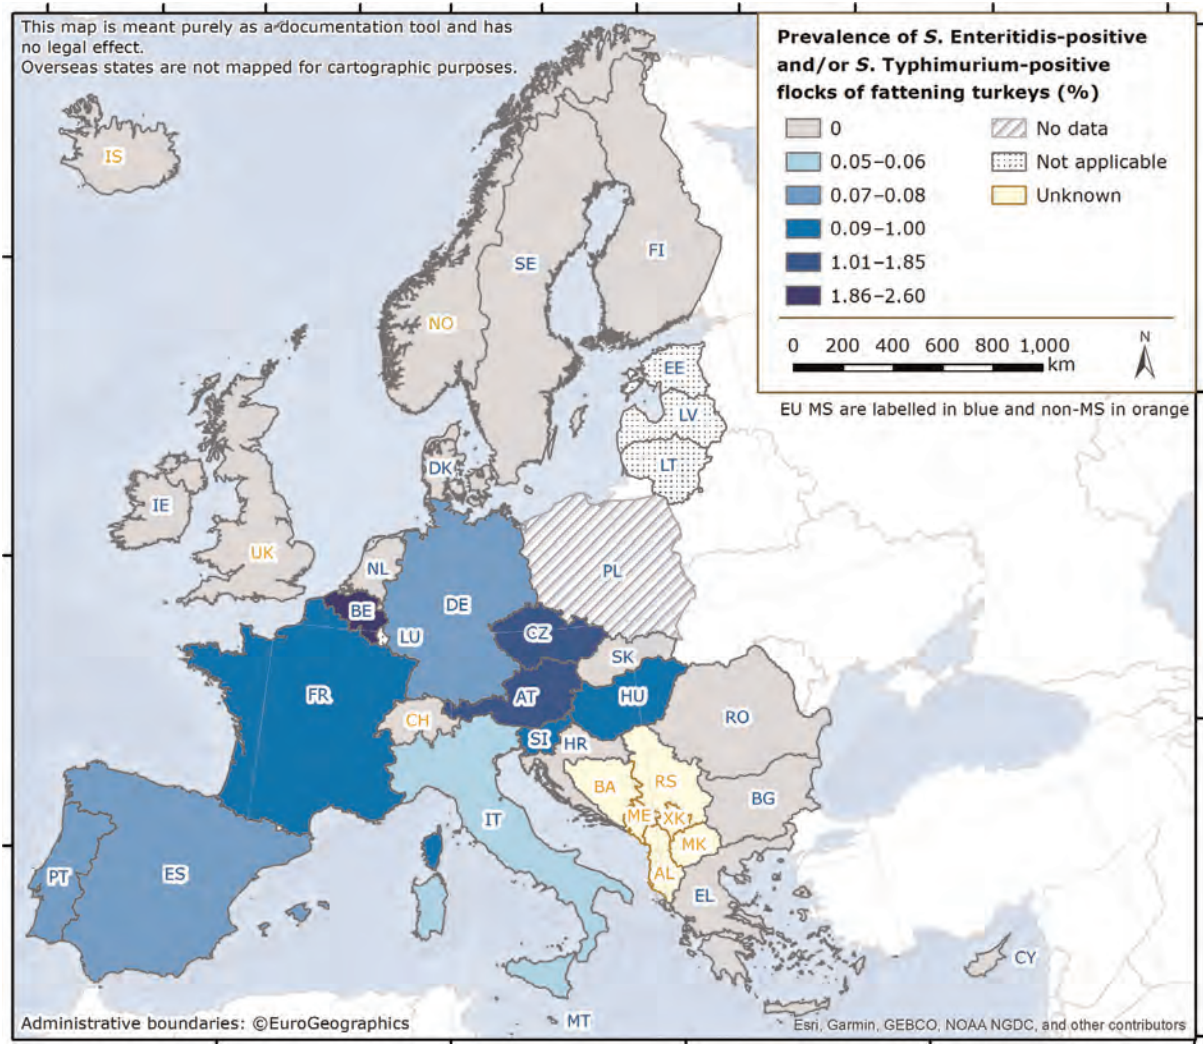 This map is meant purely as a documentation tool and has
no legal effect.
Overseas states are not mapped for cartographic purposes.
Prevalence of S. Enteritidis-positive
and/or S. Typhimurium-positive
flocks of fattening turkeys (%)
0
No data
0.05–0.06
Not applicable
0.07–0.08
Unknown
0.09–1.00
1.01–1.85
1.86–2.60
0 200 400 600 800 1,000
km
N
EU MS are labelled in blue and non-MS in orange
IS
SE
FI
NO
EE
LV
LT
DK
IE
UK
NL
PL
BE
DE
LU
CZ
SK
FR
AT
HU
CH
RO
SI
HR
BA
RS
BG
ME
XK
IT
MK
PT
ES
AL
EL
CY
MT
Administrative boundaries: ©EuroGeographics
Esri, Garmin, GEBCO, NOAA NGDC, and other contributors